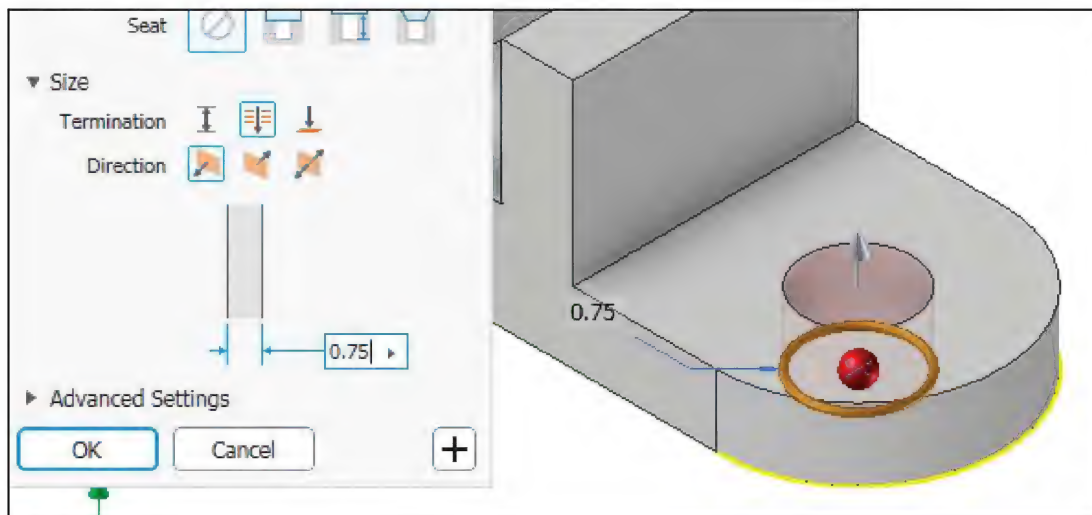 Seat
Size
Termination
Direction
0.75
Advanced Settings
OK Cancel +
0.75